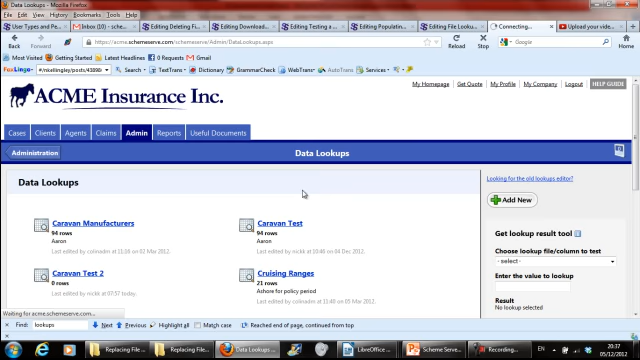 Data Lookups - Mozilla Firefox
File Edit View History Bookmarks Tools Help
User Types and Pe... Inbox (10) - sche... Editing Deleting Fi... Editing Download... Editing Testing a ... Editing Populatin... Editing File Looku... Connecting... Upload your vide...
Back Forward https://acme.schemeserve.com/schemeserve/Admin/DataLookups.aspx Reload Stop Google Home
Most Visited Getting Started Latest Headlines 0 Requests Gmail
FoxLingo- Search TextTrans Dictionary GrammarCheck WebTrans AutoTrans Services
My Homepage Get Quote My Profile My Company Logout HELP GUIDE
ACME Insurance Inc.
Cases Clients Agents Claims Admin Reports Useful Documents
Administration Data Lookups
Data Lookups
Looking for the old lookups editor?
Add New
Caravan Manufacturers
94 rows
Aaron
Last edited by colinadm at 11:16 on 02 Mar 2012.
Caravan Test
94 rows
Aaron
Last edited by nickk at 10:46 on 04 Dec 2012.
Caravan Test 2
0 rows
Last edited by nickk at 07:57 today.
Cruising Ranges
21 rows
Ashore for policy period
Last edited by colinadm at 11:48 on 05 Mar 2012.
Get lookup result tool
Choose lookup file/column to test
- select -
Enter the value to lookup
Result
No lookup selected
Waiting for acme.schemeserve.com...
Find: lookups Next Previous Highlight all Match case Reached end of page, continued from top
Replacing File ... Replacing File ... Data Lookups ... LibreOffice ... Scheme Serve... Recording... EN 20:37
05/12/2012